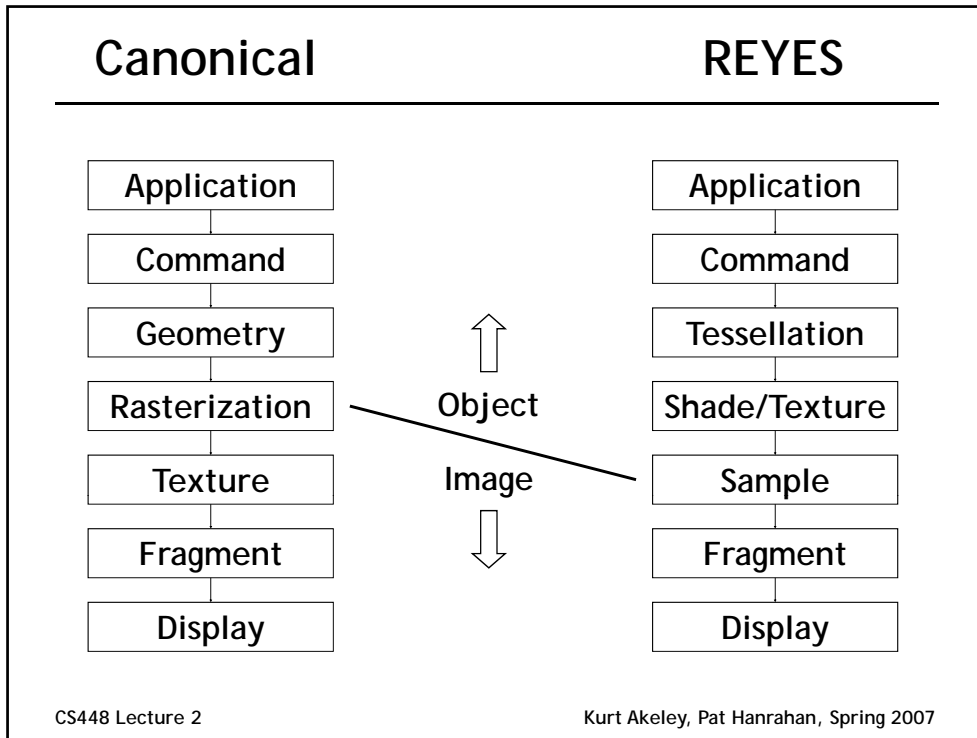 Canonical
REYES
Application
Command
Geometry
Rasterization
Texture
Fragment
Display
Object
Image
Application
Command
Tessellation
Shade/Texture
Sample
Fragment
Display
CS448 Lecture 2
Kurt Akeley, Pat Hanrahan, Spring 2007